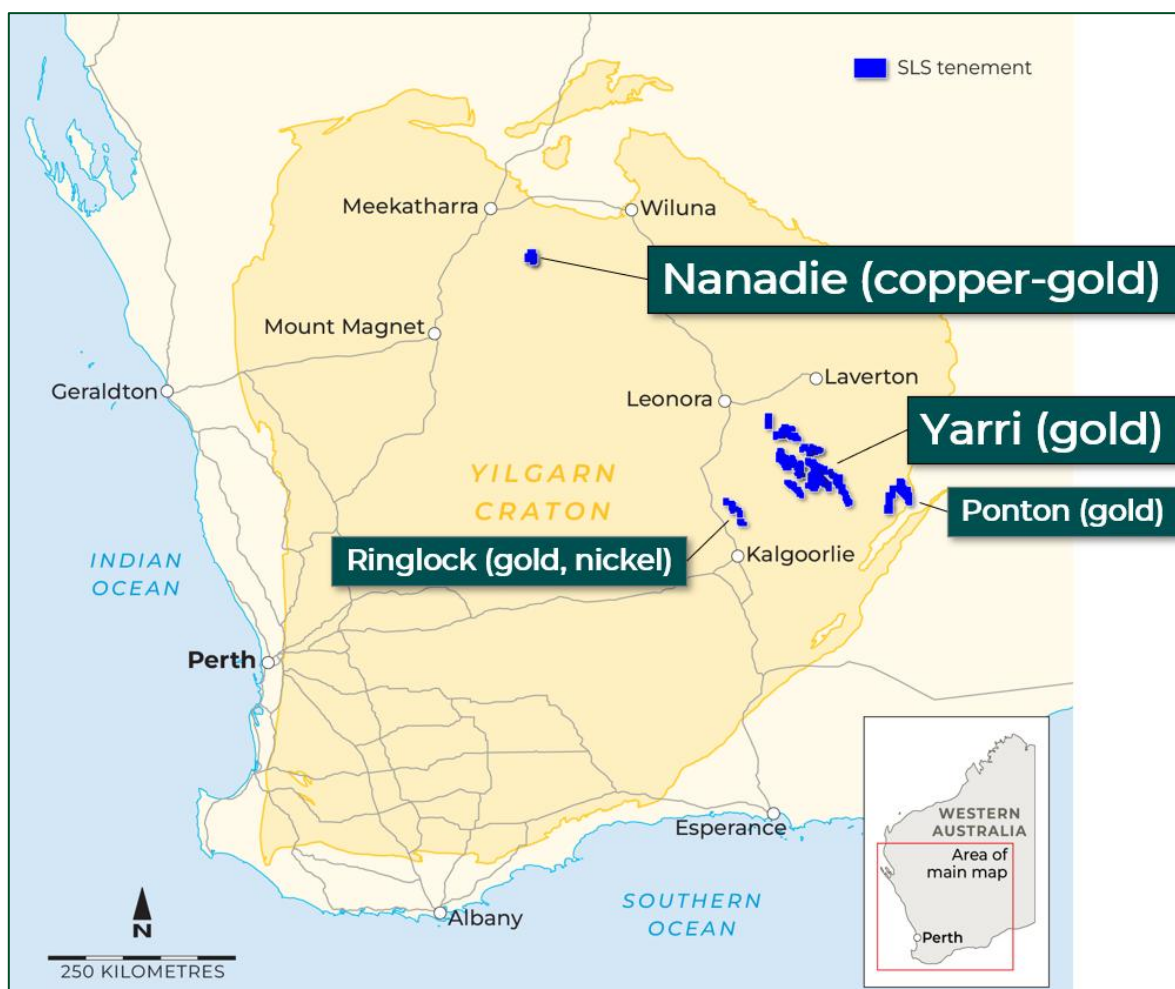 SLS tenement
Meekatharra
Wiluna
Nanadie (copper-gold)
Mount Magnet
Geraldton
Laverton
Leonora
Yarri (gold)
YILGARN
CRATON
Ponton (gold)
Ringlock (gold, nickel)
Kalgoorlie
INDIAN
OCEAN
Perth
Esperance
SOUTHERN
OCEAN
Albany
N
250 KILOMETRES
WESTERN
AUSTRALIA
Area of
main map
Perth